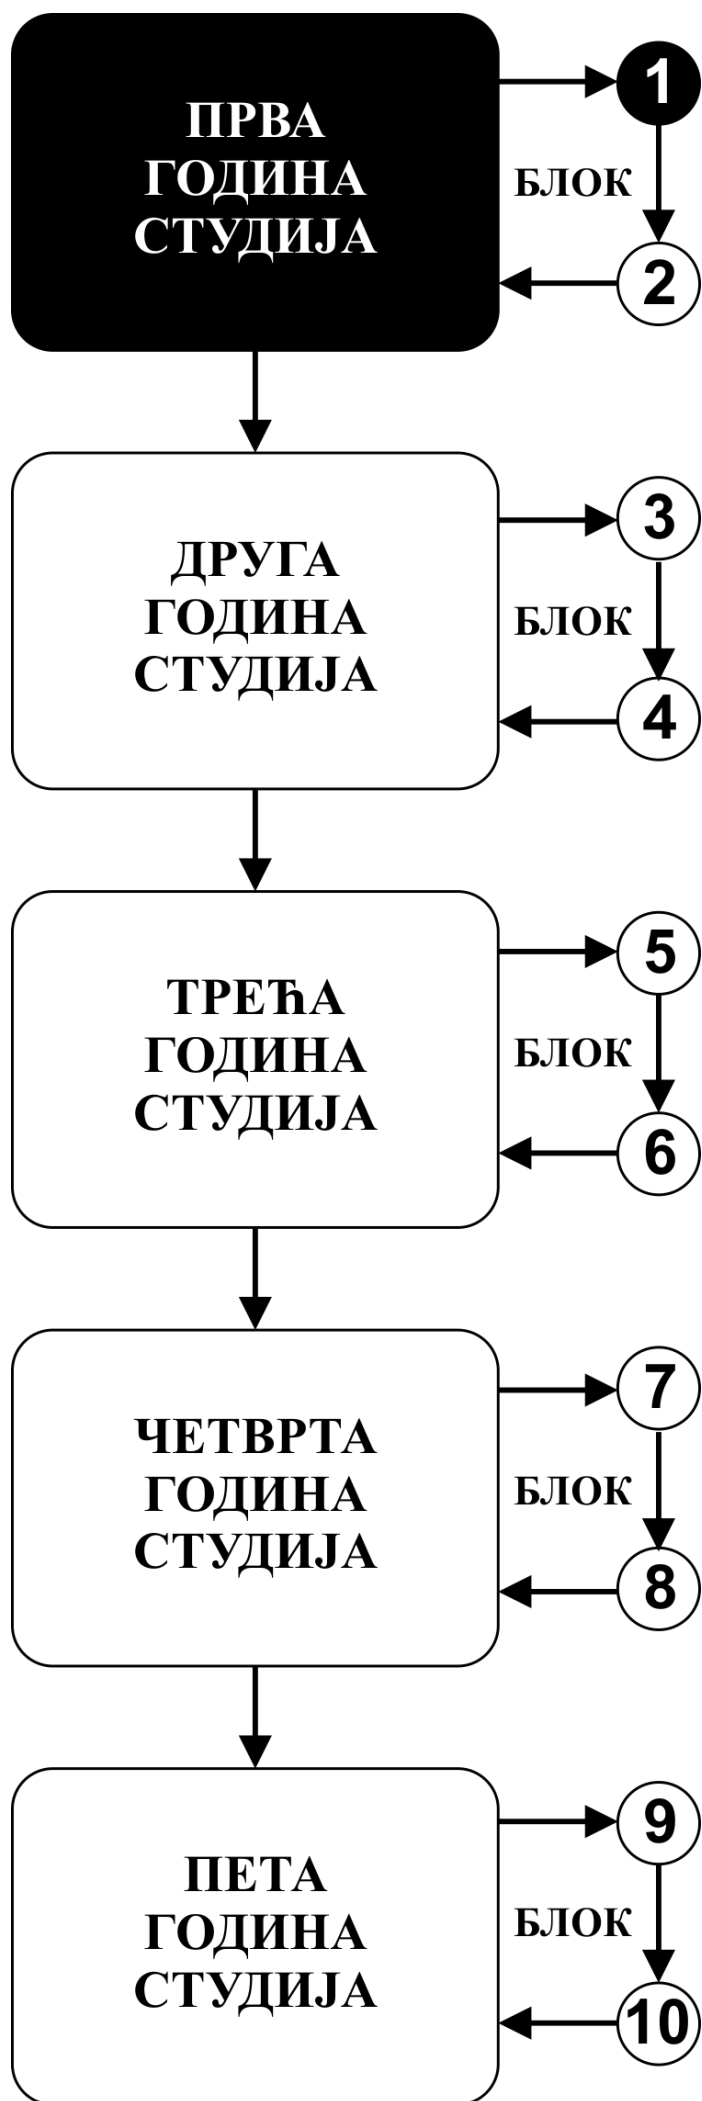 ПРВА
ГОДИНА
СТУДИЈА
1
БЛОК
2
ДРУГА
ГОДИНА
СТУДИЈА
3
БЛОК
4
ТРЕЋА
ГОДИНА
СТУДИЈА
5
БЛОК
6
ЧЕТВРТА
ГОДИНА
СТУДИЈА
7
БЛОК
8
ПЕТА
ГОДИНА
СТУДИЈА
9
БЛОК
10